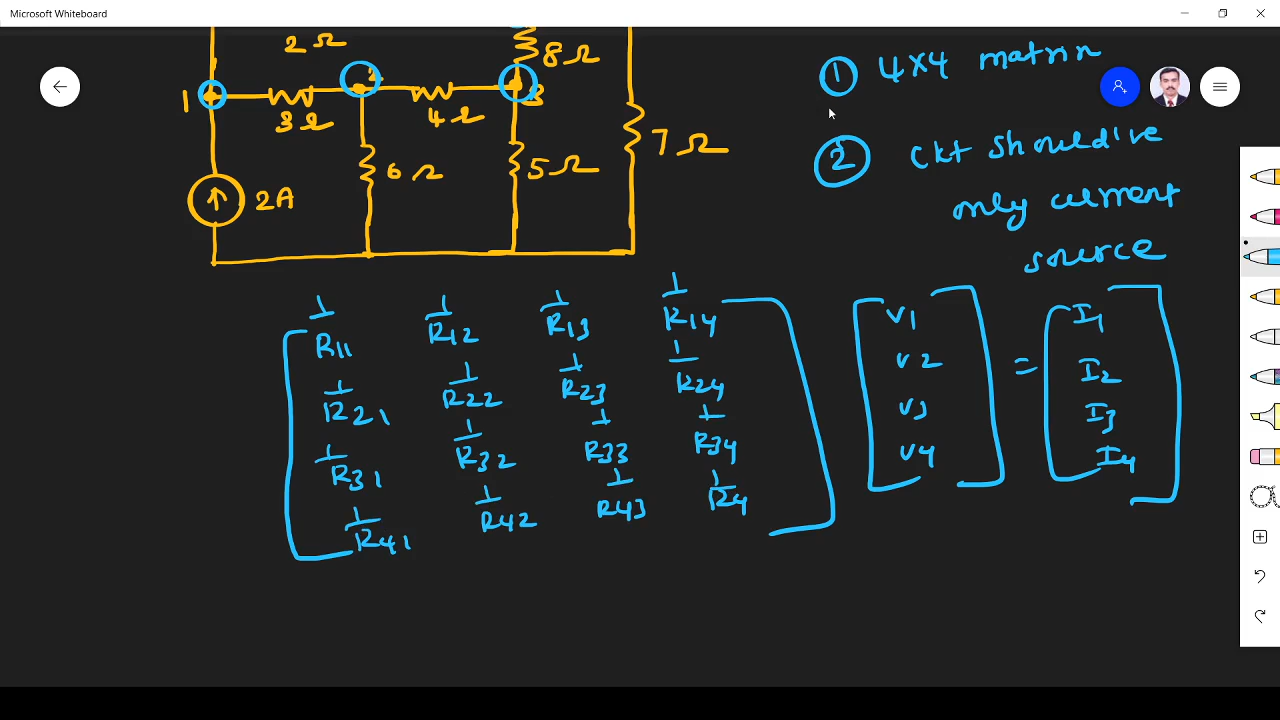 Microsoft Whiteboard
2 Ω
8 Ω
1
2
3
3 Ω
4 Ω
7 Ω
6 Ω
5 Ω
2A
① 4x4 matrix
② ckt should
only current
source
1/R11 1/R12 1/R13 1/R14
1/R21 1/R22 1/R23 1/R24
1/R31 1/R32 1/R33 1/R34
1/R41 1/R42 1/R43 1/R4
V1
V2
V3
V4
=
I1
I2
I3
I4